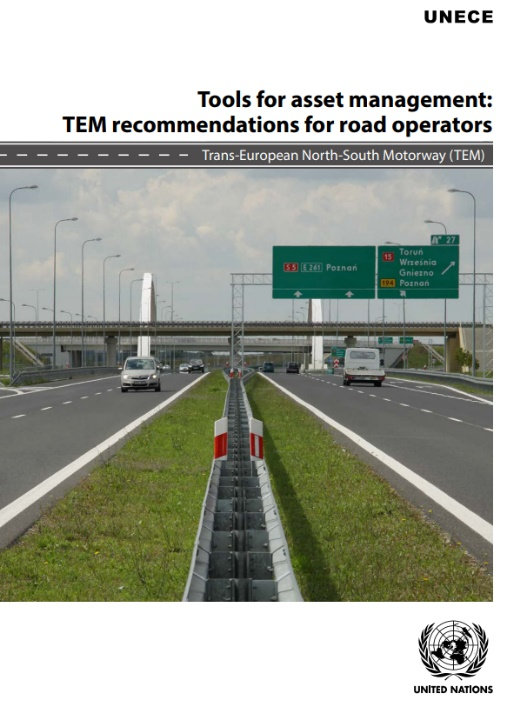 UNECE
Tools for asset management:
TEM recommendations for road operators
Trans-European North-South Motorway (TEM)
27
S5 E 261 Poznań
15 Toruń
Września
Gniezno
194 Poznań
UNITED NATIONS